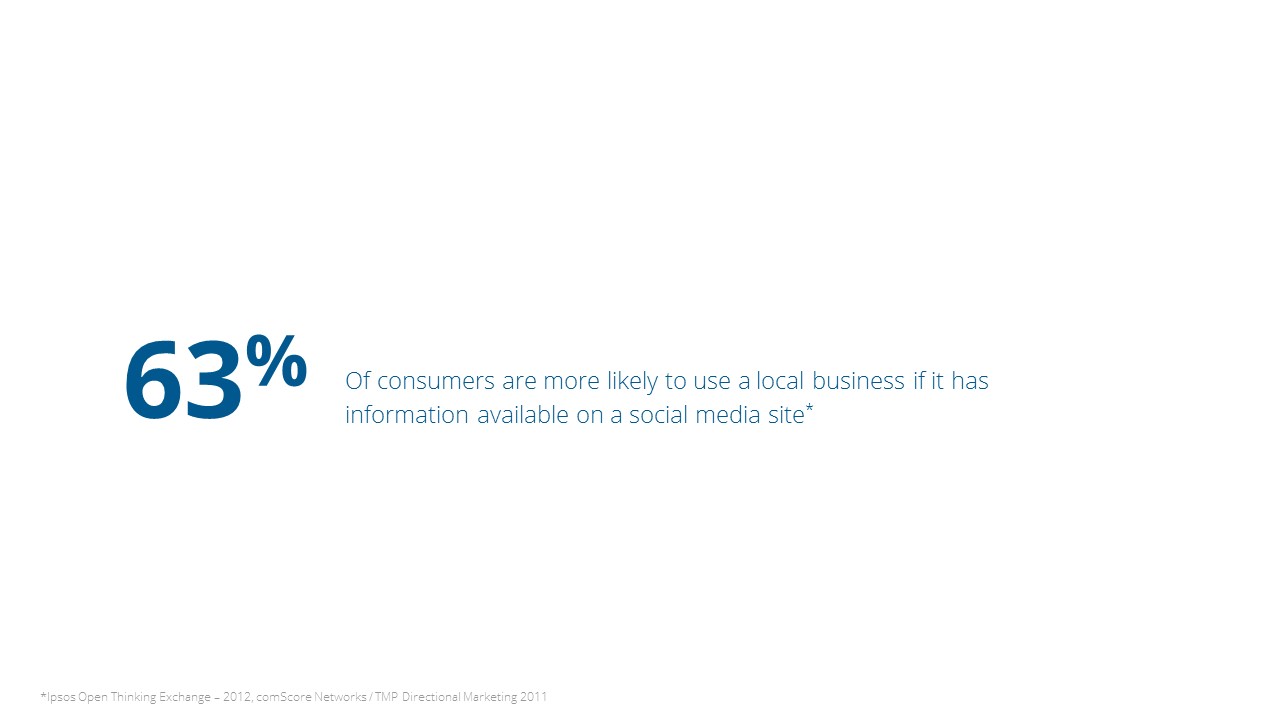 63%
Of consumers are more likely to use a local business if it has
information available on a social media site*
*Ipsos Open Thinking Exchange – 2012, comScore Networks / TMP Directional Marketing 2011